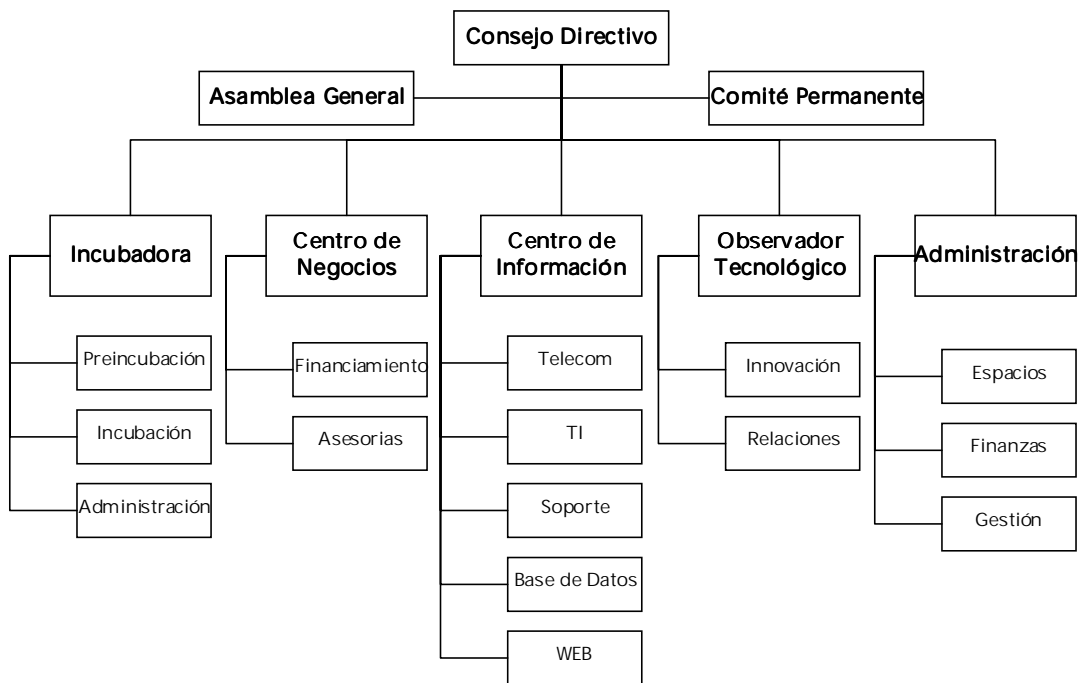 Consejo Directivo
Asamblea General
Comité Permanente
Incubadora
Centro de
Negocios
Centro de
Información
Observador
Tecnológico
Administración
Preincubación
Incubación
Administración
Financiamiento
Asesorias
Telecom
TI
Soporte
Base de Datos
WEB
Innovación
Relaciones
Espacios
Finanzas
Gestión